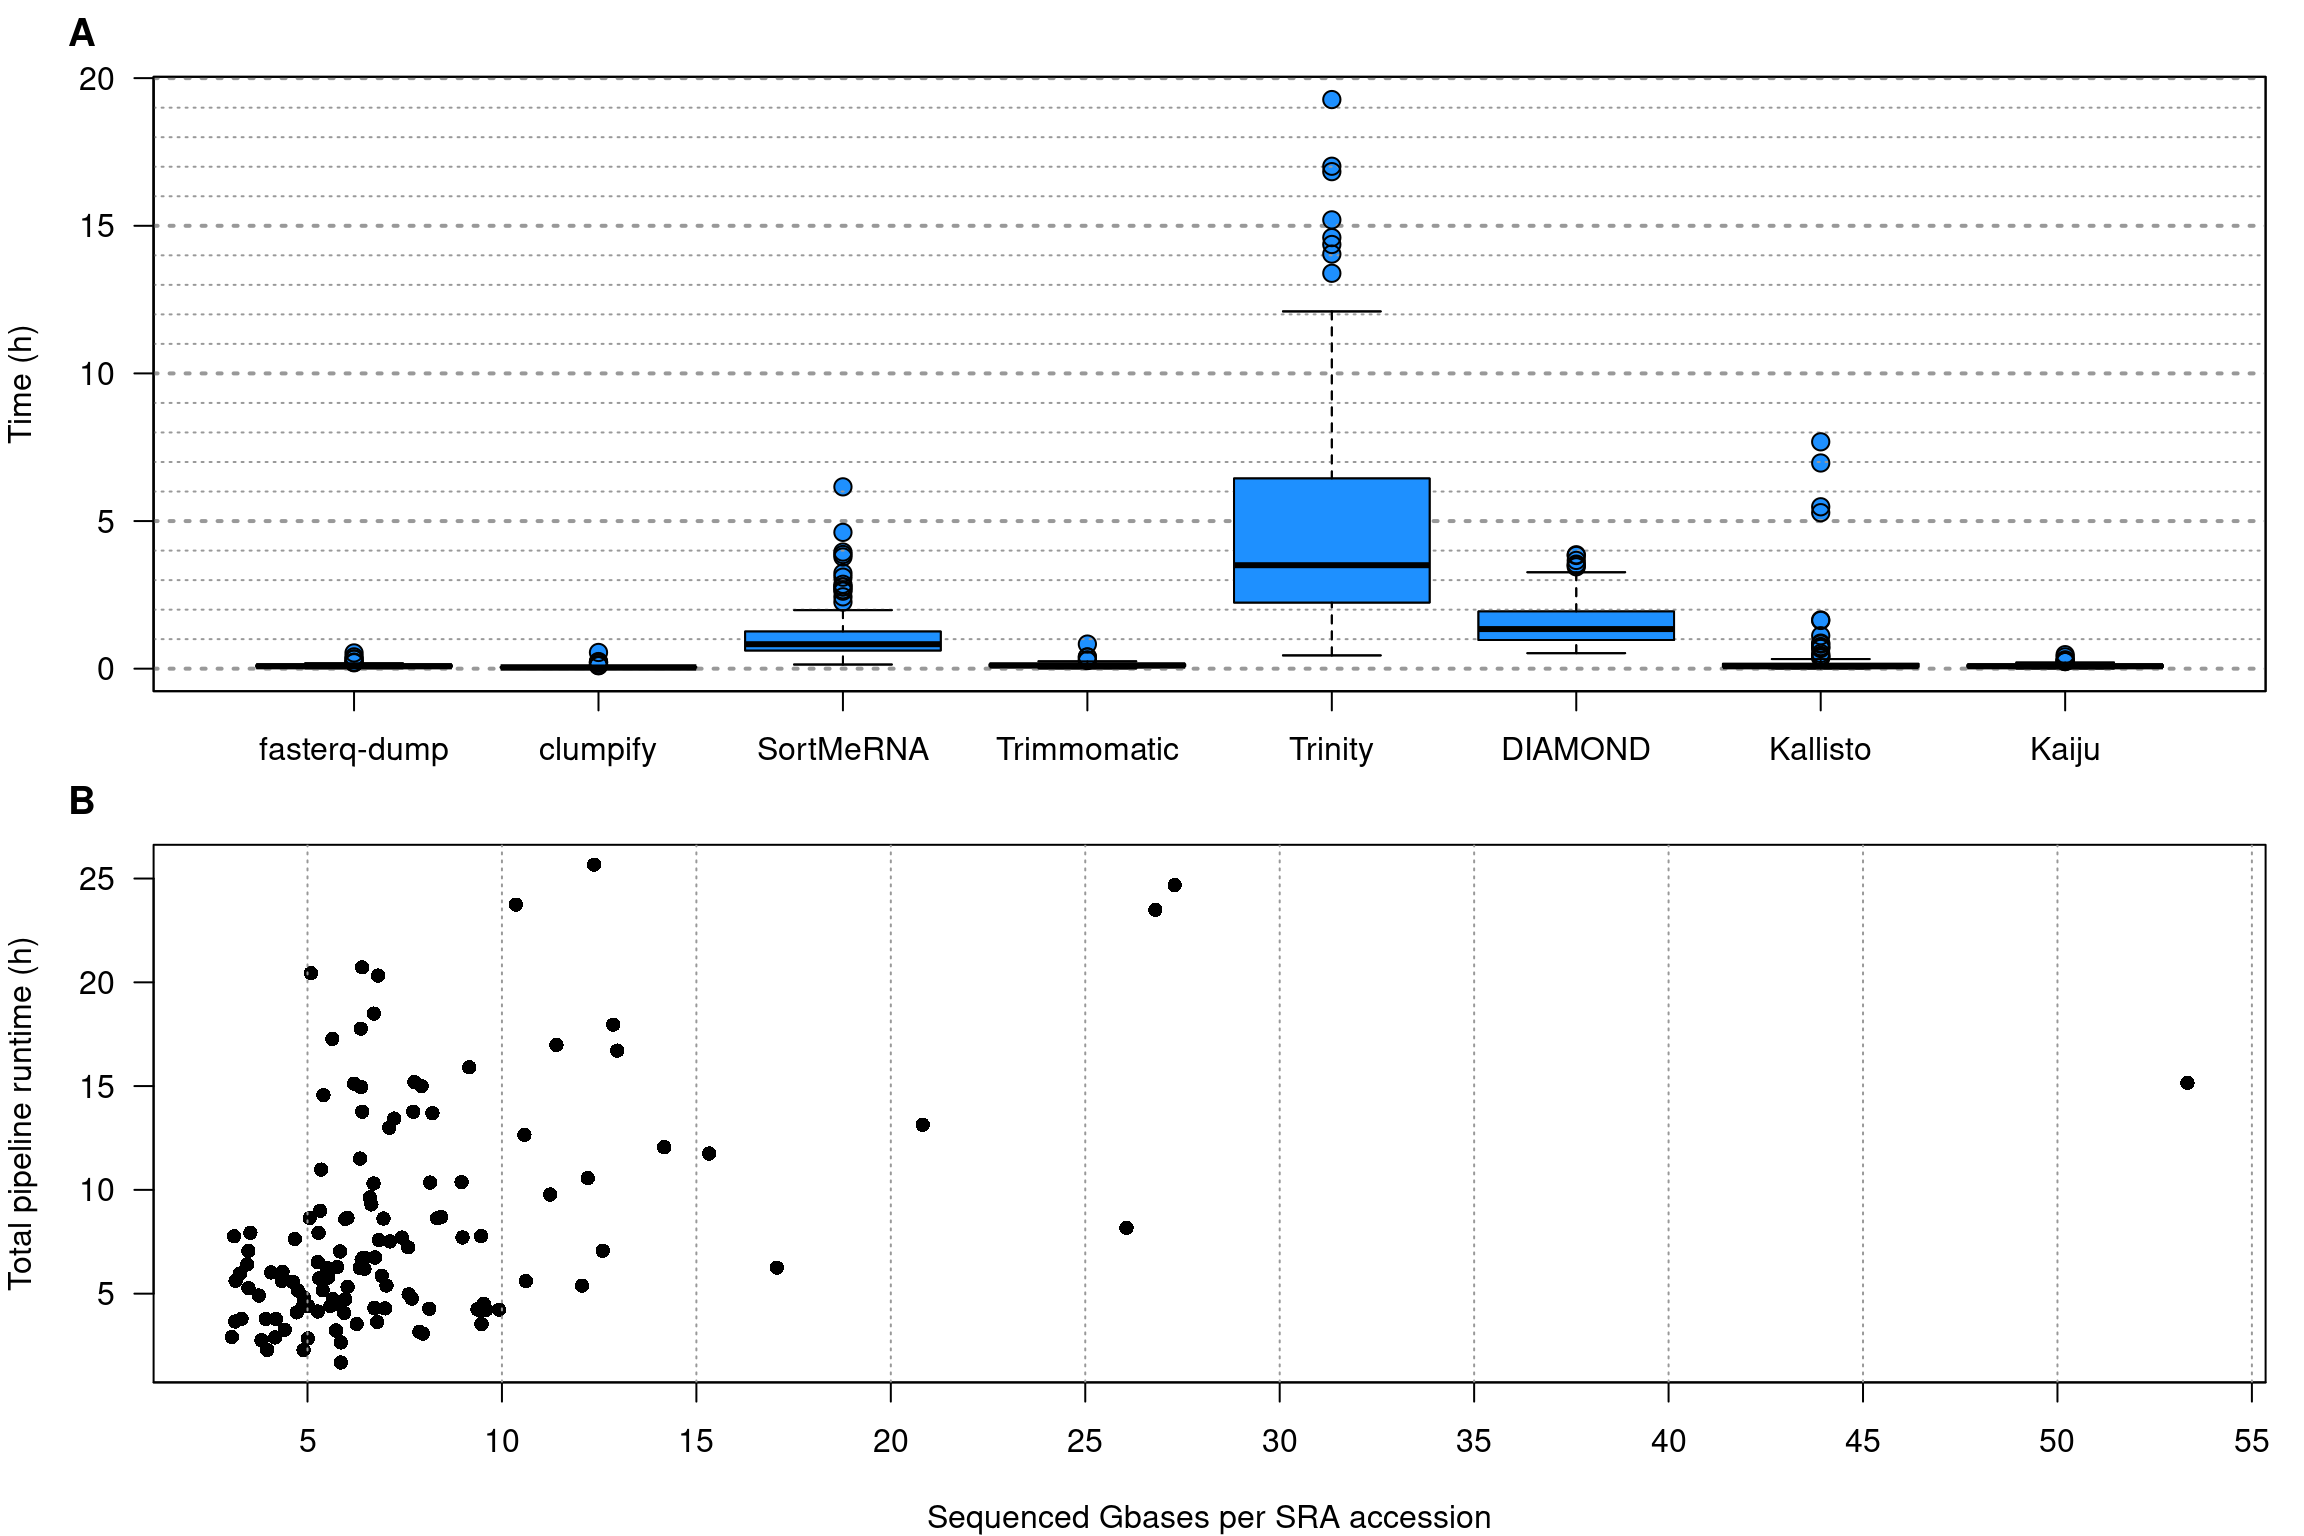 A
20
15
10
5
0
Time (h)
fasterq-dump clumpify SortMeRNA Trimmomatic Trinity DIAMOND Kallisto Kaiju
B
25
20
15
10
5
Total pipeline runtime (h)
5 10 15 20 25 30 35 40 45 50 55
Sequenced Gbases per SRA accession